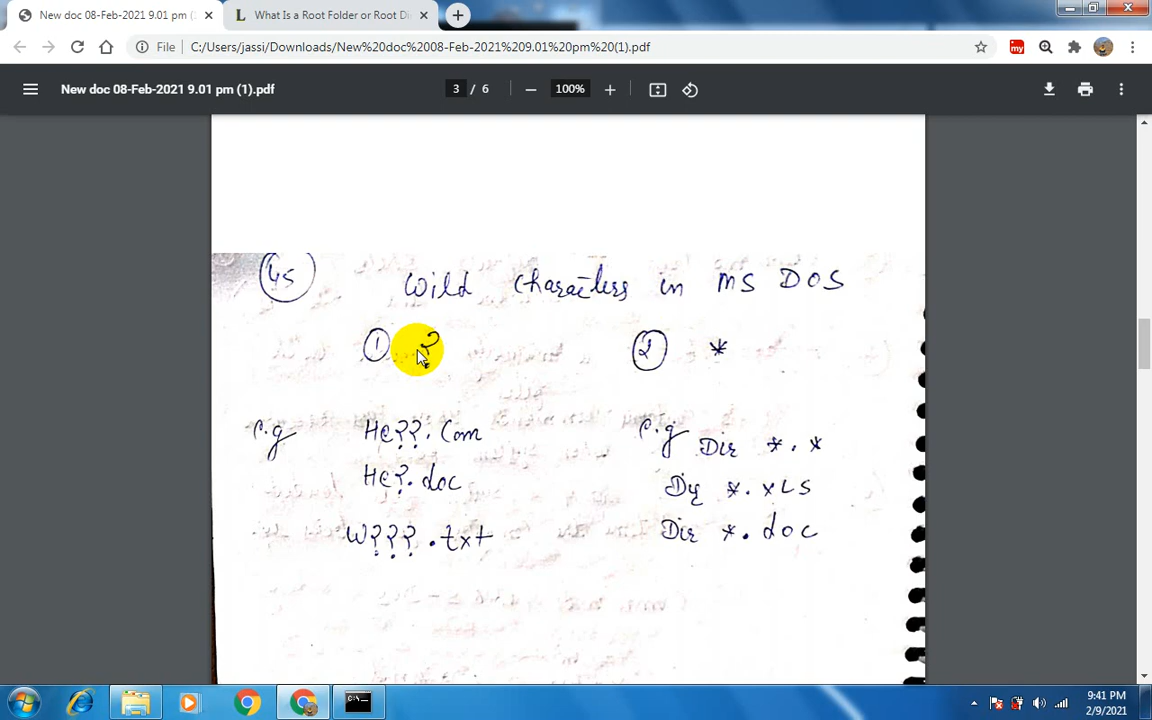 New doc 08-Feb-2021 9.01 pm (
What Is a Root Folder or Root Di
File
C:/Users/jassi/Downloads/New%20doc%2008-Feb-2021%209.01%20pm%20(1).pdf
my
New doc 08-Feb-2021 9.01 pm (1).pdf
3 / 6
100%
45 Wild characters in MS DOS
1 ? 2 *
e.g He??.Com e.g Dir *.*
He?.doc Dir *.xLS
W???.txt Dir *.doc
C:\
9:41 PM
2/9/2021